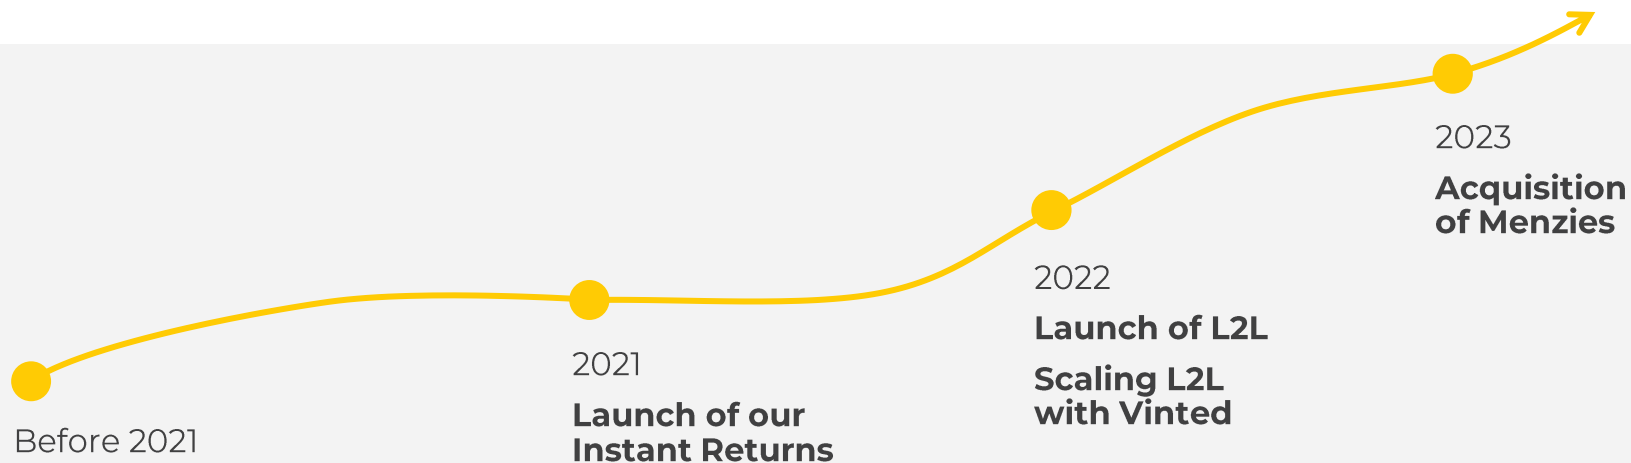 Before 2021
2021
Launch of our
Instant Returns
2022
Launch of L2L
Scaling L2L
with Vinted
2023
Acquisition
of Menzies